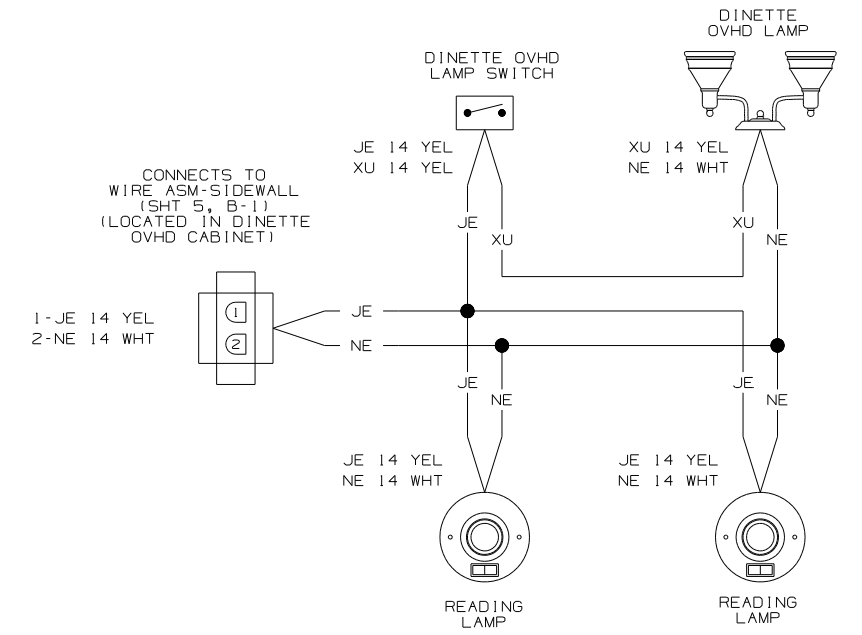 DINETTE
OVHD LAMP
DINETTE OVHD
LAMP SWITCH
JE 14 YEL
XU 14 YEL
XU 14 YEL
NE 14 WHT
CONNECTS TO
WIRE ASM-SIDEWALL
(SHT 5, B-1)
(LOCATED IN DINETTE
OVHD CABINET)
JE
XU
XU
NE
1-JE 14 YEL
2-NE 14 WHT
1
2
JE
NE
JE
NE
JE
NE
JE 14 YEL
NE 14 WHT
JE 14 YEL
NE 14 WHT
READING
LAMP
READING
LAMP